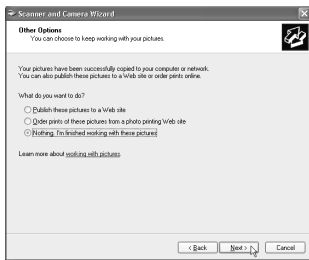 Scanner and Camera Wizard
Other Options
You can choose to keep working with your pictures.
Your pictures have been successfully copied to your computer or network.
You can also publish these pictures to a Web site or order prints online.
What do you want to do?
Publish these pictures to a Web site
Order prints of these pictures from a photo printing Web site
Nothing. I'm finished working with these pictures
Learn more about working with pictures.
< Back Next > Cancel